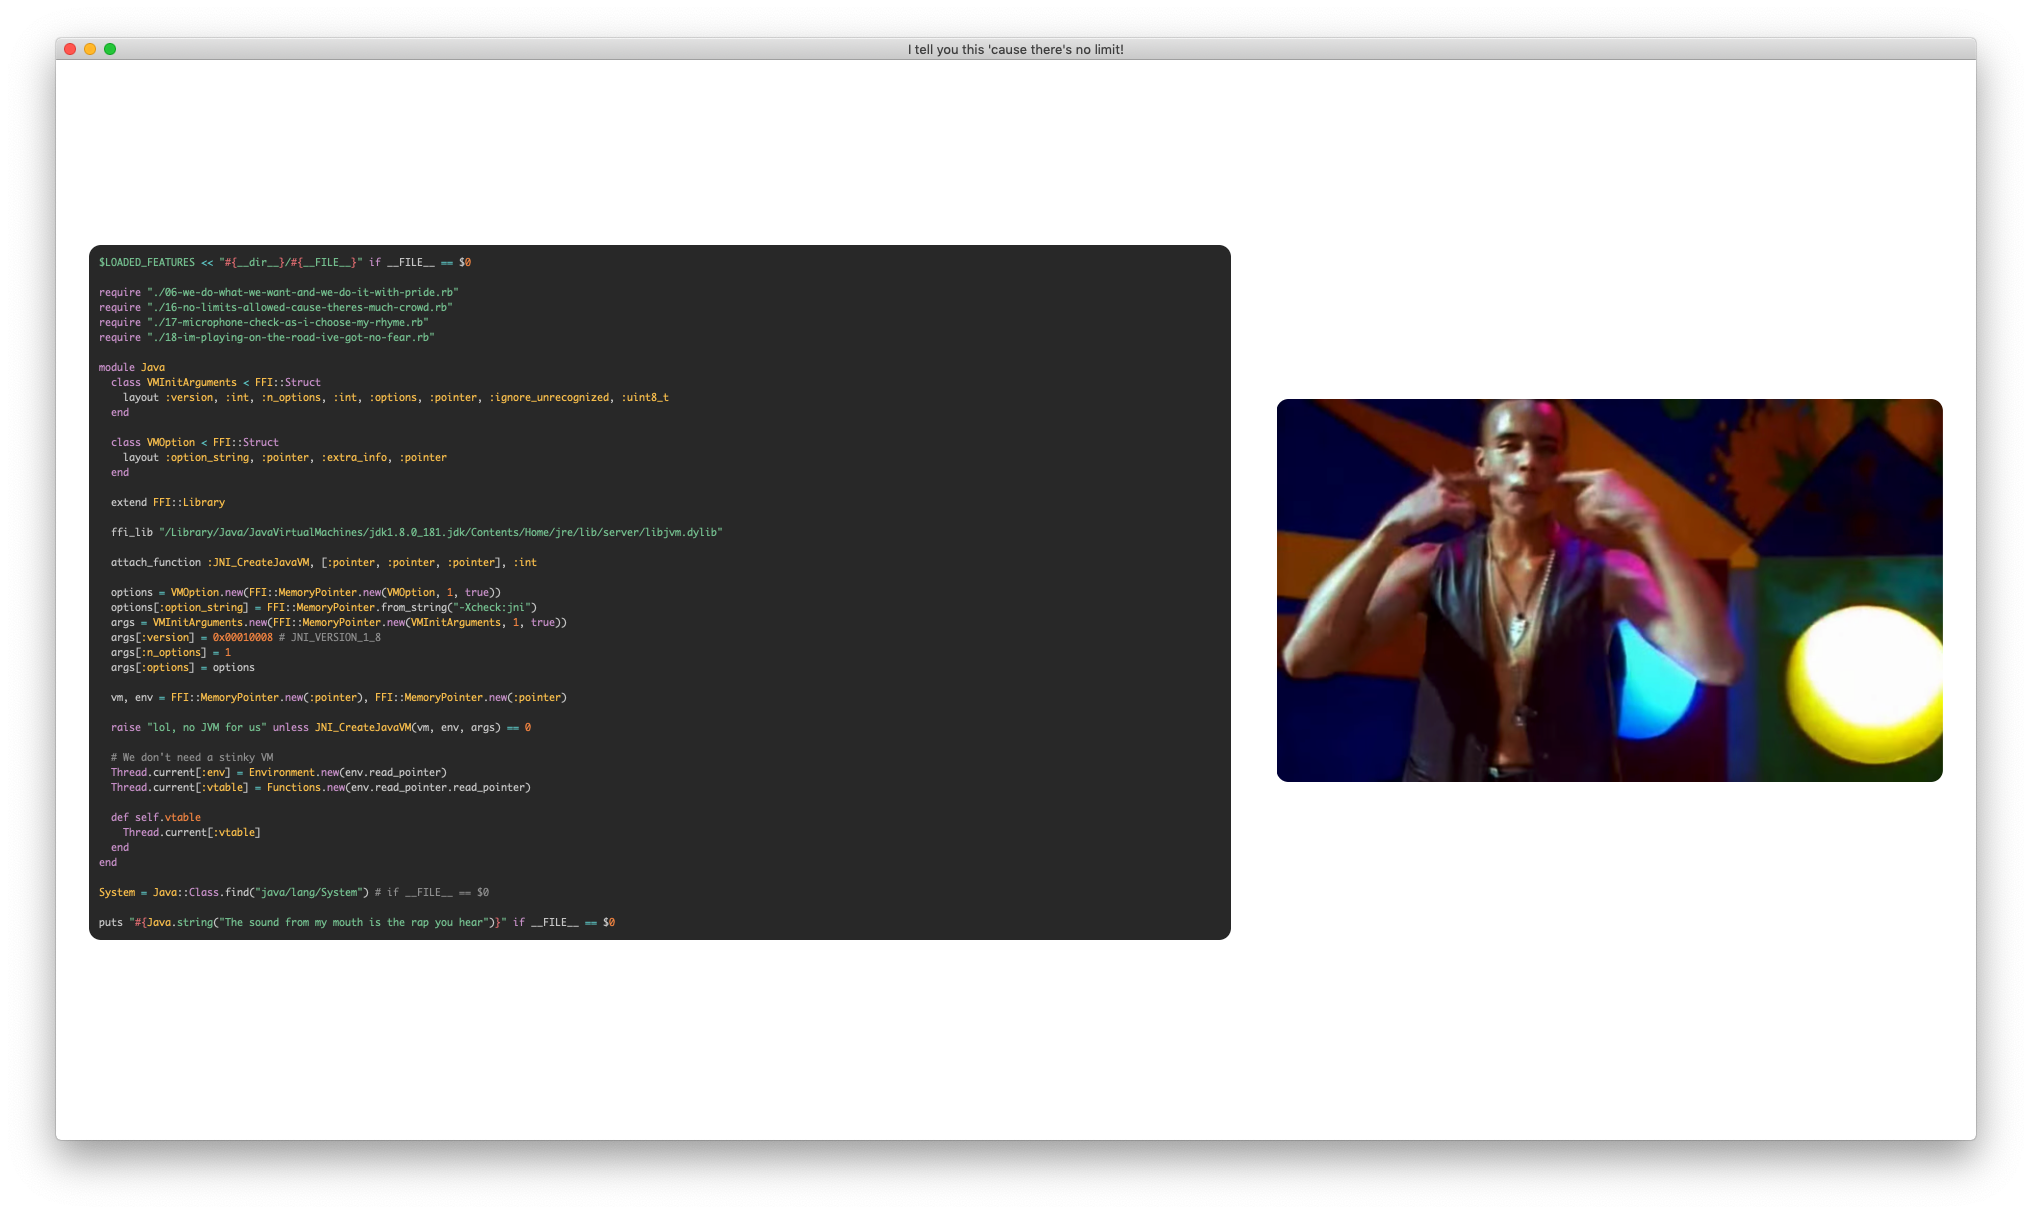 I tell you this 'cause there's no limit!
$LOADED_FEATURES << "#{__dir__}/#{__FILE__}" if __FILE__ == $0
require "./06-we-do-what-we-want-and-we-do-it-with-pride.rb"
require "./16-no-limits-allowed-cause-theres-much-crowd.rb"
require "./17-microphone-check-as-i-choose-my-rhyme.rb"
require "./18-im-playing-on-the-road-ive-got-no-fear.rb"
module Java
class VMInitArguments < FFI::Struct
layout :version, :int, :n_options, :int, :options, :pointer, :ignore_unrecognized, :uint8_t
end
class VMOption < FFI::Struct
layout :option_string, :pointer, :extra_info, :pointer
end
extend FFI::Library
ffi_lib "/Library/Java/JavaVirtualMachines/jdk1.8.0_181.jdk/Contents/Home/jre/lib/server/libjvm.dylib"
attach_function :JNI_CreateJavaVM, [:pointer, :pointer, :pointer], :int
options = VMOption.new(FFI::MemoryPointer.new(VMOption, 1, true))
options[:option_string] = FFI::MemoryPointer.from_string("-Xcheck:jni")
args = VMInitArguments.new(FFI::MemoryPointer.new(VMInitArguments, 1, true))
args[:version] = 0x00010008 # JNI_VERSION_1_8
args[:n_options] = 1
args[:options] = options
vm, env = FFI::MemoryPointer.new(:pointer), FFI::MemoryPointer.new(:pointer)
raise "lol, no JVM for us" unless JNI_CreateJavaVM(vm, env, args) == 0
# We don't need a stinky VM
Thread.current[:env] = Environment.new(env.read_pointer)
Thread.current[:vtable] = Functions.new(env.read_pointer.read_pointer)
def self.vtable
Thread.current[:vtable]
end
end
System = Java::Class.find("java/lang/System") # if __FILE__ == $0
puts "#{Java.string("The sound from my mouth is the rap you hear")}" if __FILE__ == $0